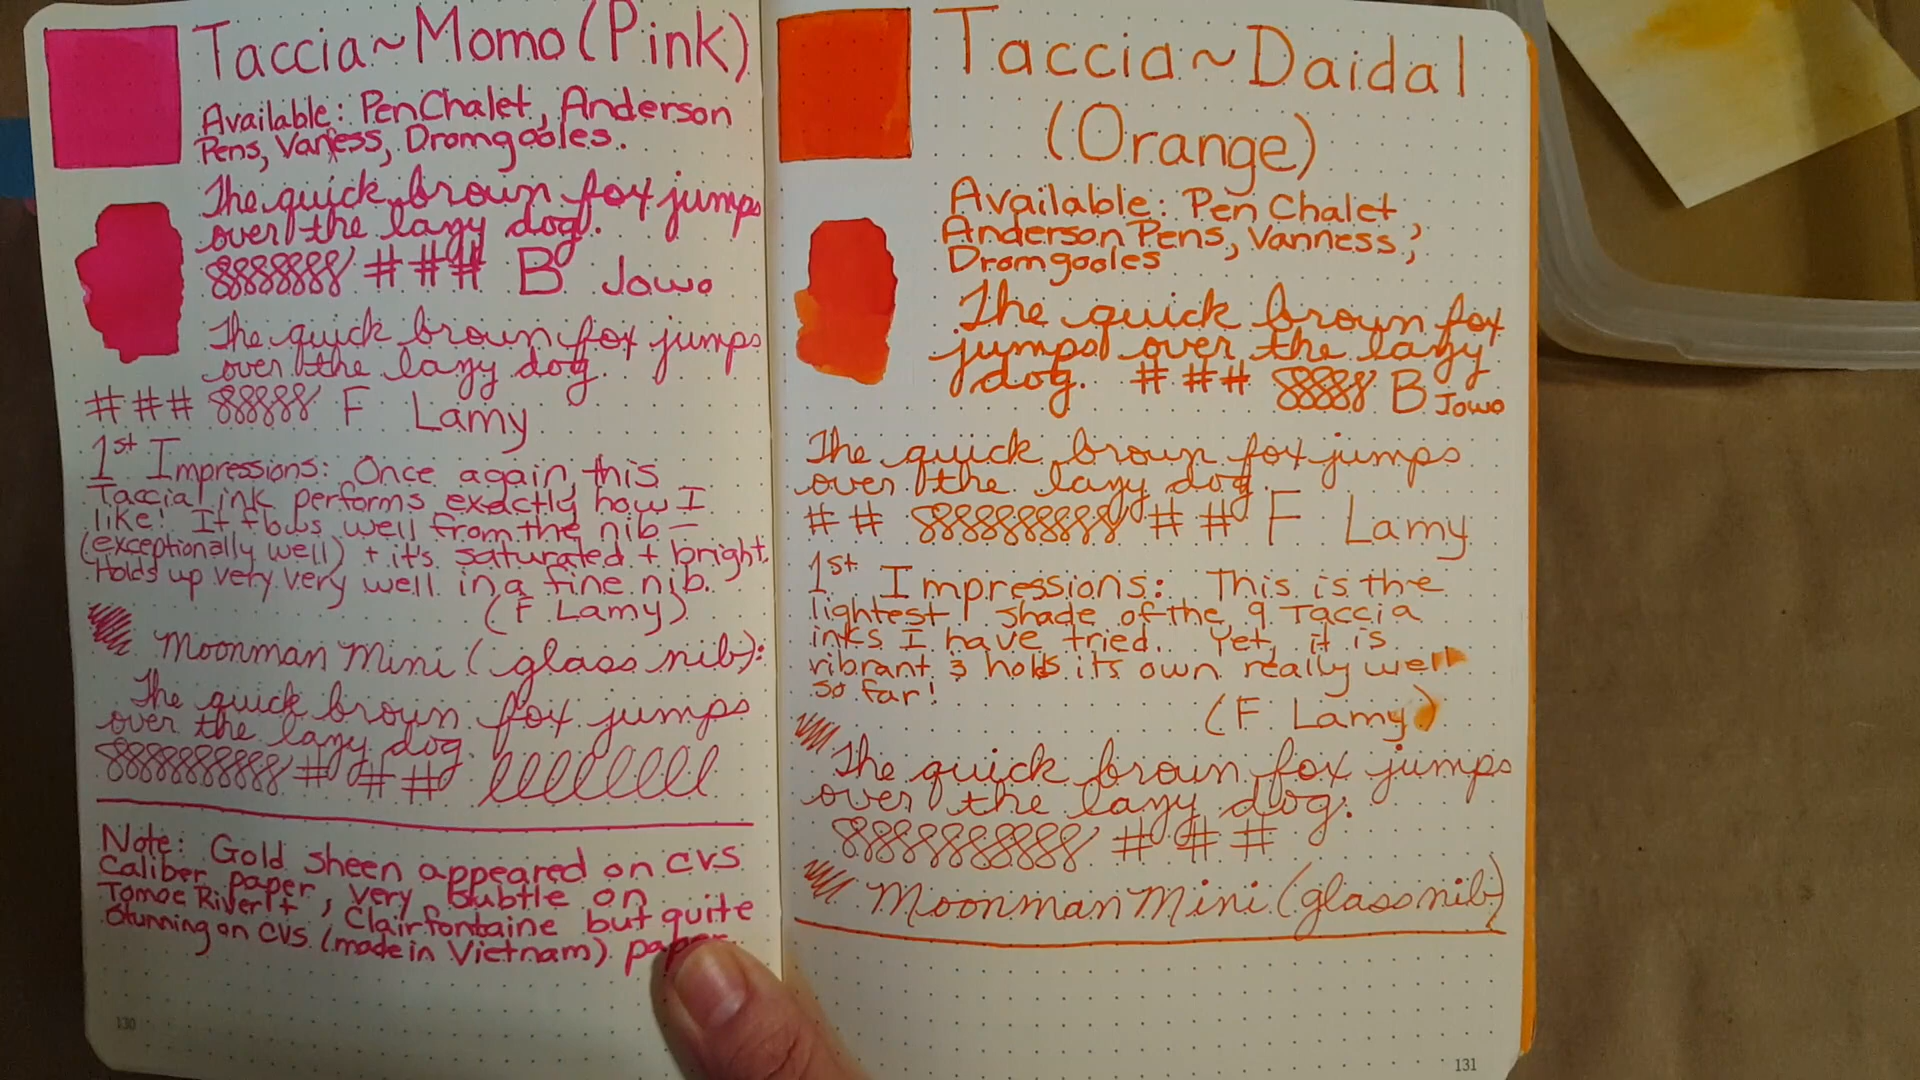 Taccia~Momo (Pink)
Available: PenChalet, Anderson
Pens, Vaness, Dromgooles.
The quick brown fox jumps
over the lazy dog.
88888888 # # # B Jowo
The quick brown fox jumps
over the lazy dog.
# # # 88888 F Lamy
1st Impressions: Once again this
Taccia ink performs exactly how I
like! It flows well from the nib —
(exceptionally well) + it's saturated + bright.
Holds up very very well in a fine nib.
(F Lamy)
Moonman Mini (glass nib):
The quick brown fox jumps
over the lazy dog.
88888888888 # # # lllllllll
Note: Gold sheen appeared on CVS
Caliber paper, very subtle on
Tomoe River +, Clairfontaine but quite
Stunning on CVS (made in Vietnam) paper
130
Taccia~Daidai
(Orange)
Available: Pen Chalet,
Anderson Pens, Vanness,
Dromgooles
The quick brown fox
jumps over the lazy
dog. # # # 8888 B Jowo
The quick brown fox jumps
over the lazy dog
# # 8888888888 # # F Lamy
1st Impressions: This is the
lightest shade of the 9 Taccia
inks I have tried. Yet, it is
vibrant & holds its own really well
so far!
(F Lamy)
The quick brown fox jumps
over the lazy dog.
8888888888 # # #
Moonman Mini (glass nib)
131